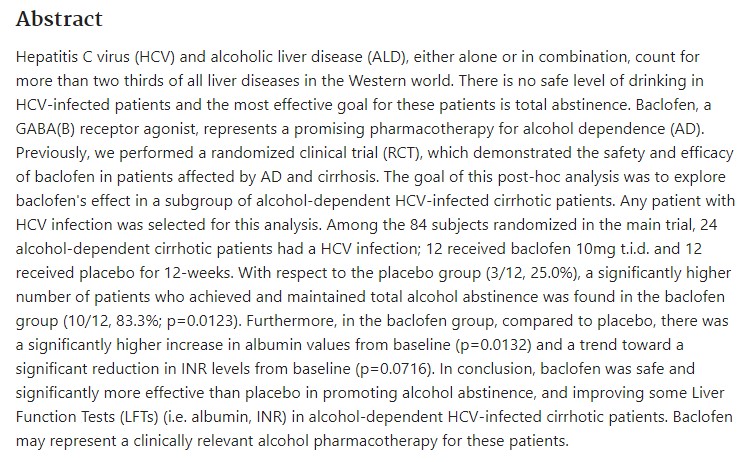 Abstract
Hepatitis C virus (HCV) and alcoholic liver disease (ALD), either alone or in combination, count for
more than two thirds of all liver diseases in the Western world. There is no safe level of drinking in
HCV-infected patients and the most effective goal for these patients is total abstinence. Baclofen, a
GABA(B) receptor agonist, represents a promising pharmacotherapy for alcohol dependence (AD).
Previously, we performed a randomized clinical trial (RCT), which demonstrated the safety and efficacy
of baclofen in patients affected by AD and cirrhosis. The goal of this post-hoc analysis was to explore
baclofen's effect in a subgroup of alcohol-dependent HCV-infected cirrhotic patients. Any patient with
HCV infection was selected for this analysis. Among the 84 subjects randomized in the main trial, 24
alcohol-dependent cirrhotic patients had a HCV infection; 12 received baclofen 10mg t.i.d. and 12
received placebo for 12-weeks. With respect to the placebo group (3/12, 25.0%), a significantly higher
number of patients who achieved and maintained total alcohol abstinence was found in the baclofen
group (10/12, 83.3%; p=0.0123). Furthermore, in the baclofen group, compared to placebo, there was
a significantly higher increase in albumin values from baseline (p=0.0132) and a trend toward a
significant reduction in INR levels from baseline (p=0.0716). In conclusion, baclofen was safe and
significantly more effective than placebo in promoting alcohol abstinence, and improving some Liver
Function Tests (LFTs) (i.e. albumin, INR) in alcohol-dependent HCV-infected cirrhotic patients. Baclofen
may represent a clinically relevant alcohol pharmacotherapy for these patients.